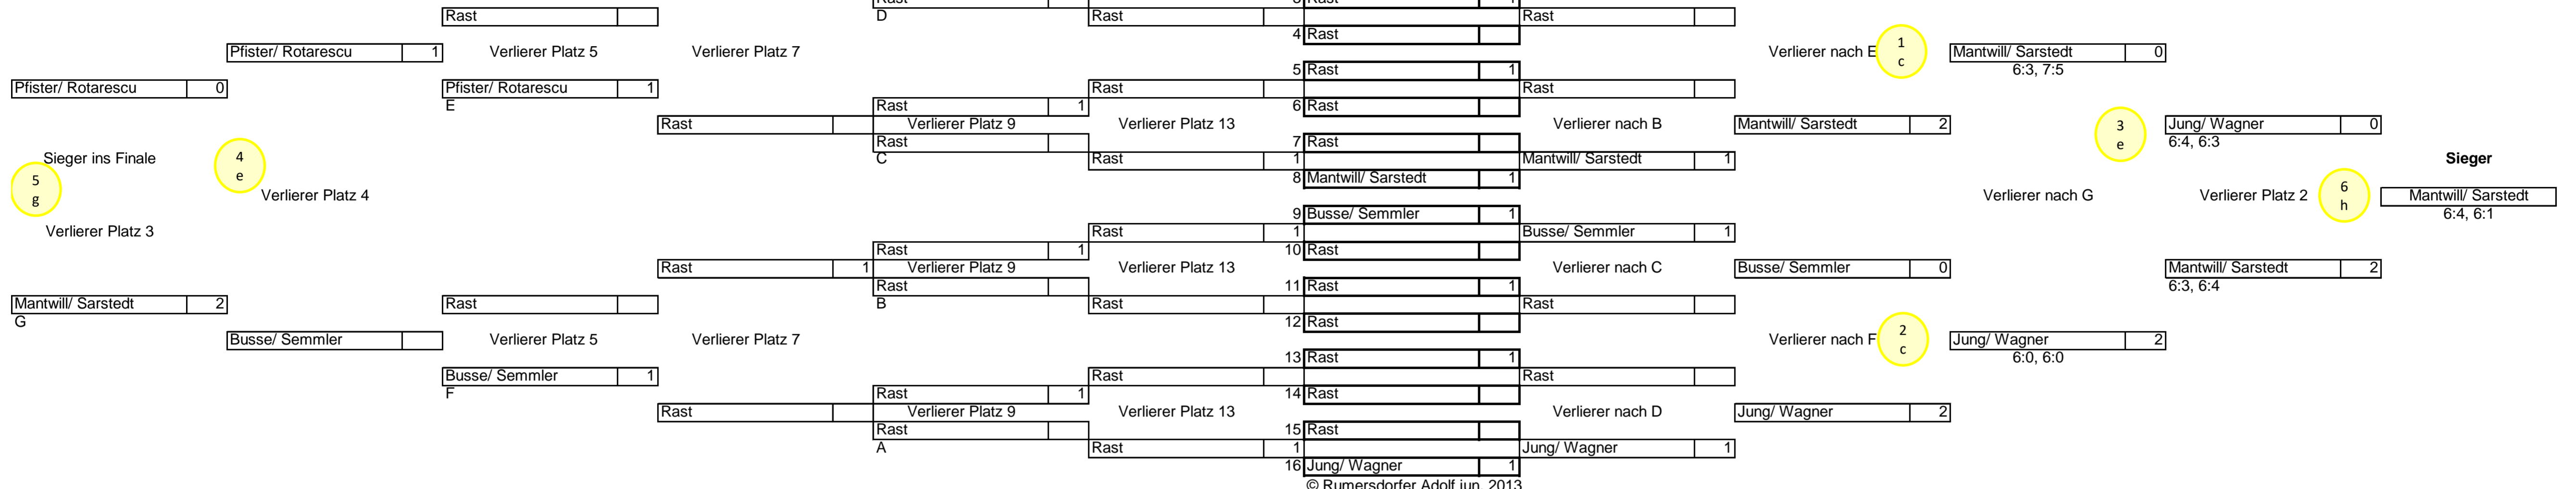 Rast 3 Rast 1
Rast D Rast Rast
4 Rast
Pfister/ Rotarescu 1 Verlierer Platz 5 Verlierer Platz 7 Verlierer nach E 1 c Mantwill/ Sarstedt 0
5 Rast 1 6:3, 7:5
Pfister/ Rotarescu 0 Pfister/ Rotarescu 1 Rast Rast
E Rast 1 6 Rast
Rast Verlierer Platz 9 Verlierer Platz 13 Verlierer nach B Mantwill/ Sarstedt 2 3 e Jung/ Wagner 0
Rast 7 Rast 6:4, 6:3
Sieger ins Finale 4 e C Rast 1 Mantwill/ Sarstedt 1 Sieger
5 g 8 Mantwill/ Sarstedt 1
Verlierer Platz 4 Verlierer nach G Verlierer Platz 2 6 h Mantwill/ Sarstedt
9 Busse/ Semmler 1 6:4, 6:1
Verlierer Platz 3 Rast 1 Busse/ Semmler 1
Rast 1 10 Rast
Rast 1 Verlierer Platz 9 Verlierer Platz 13 Verlierer nach C Busse/ Semmler 0 Mantwill/ Sarstedt 2
Rast 11 Rast 1 6:3, 6:4
Mantwill/ Sarstedt 2 Rast B Rast Rast
G 12 Rast
Busse/ Semmler Verlierer Platz 5 Verlierer Platz 7 Verlierer nach F 2 c Jung/ Wagner 2
13 Rast 1 6:0, 6:0
Busse/ Semmler 1 Rast Rast
F Rast 1 14 Rast
Rast Verlierer Platz 9 Verlierer Platz 13 Verlierer nach D Jung/ Wagner 2
Rast 15 Rast
A Rast 1 Jung/ Wagner 1
16 Jung/ Wagner 1
© Rumersdorfer Adolf jun. 2013